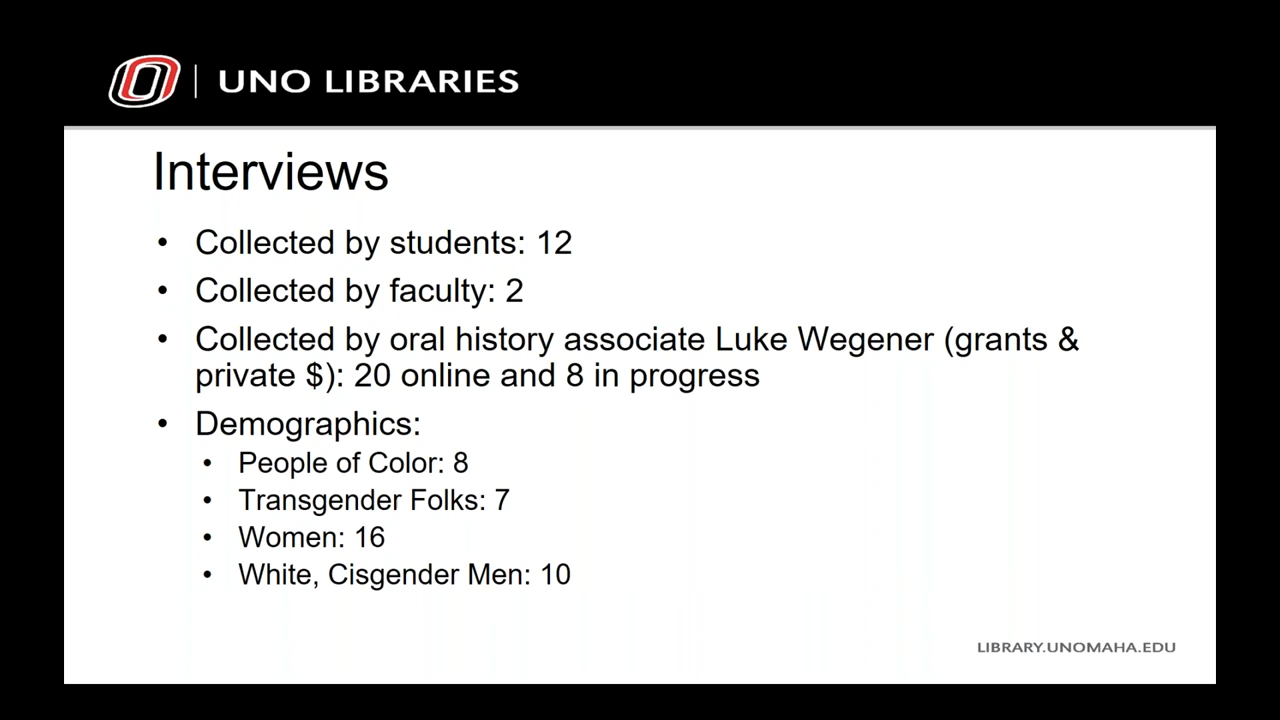 UNO LIBRARIES
Interviews
• Collected by students: 12
• Collected by faculty: 2
• Collected by oral history associate Luke Wegener (grants &
private $): 20 online and 8 in progress
• Demographics:
• People of Color: 8
• Transgender Folks: 7
• Women: 16
• White, Cisgender Men: 10
LIBRARY.UNOMAHA.EDU